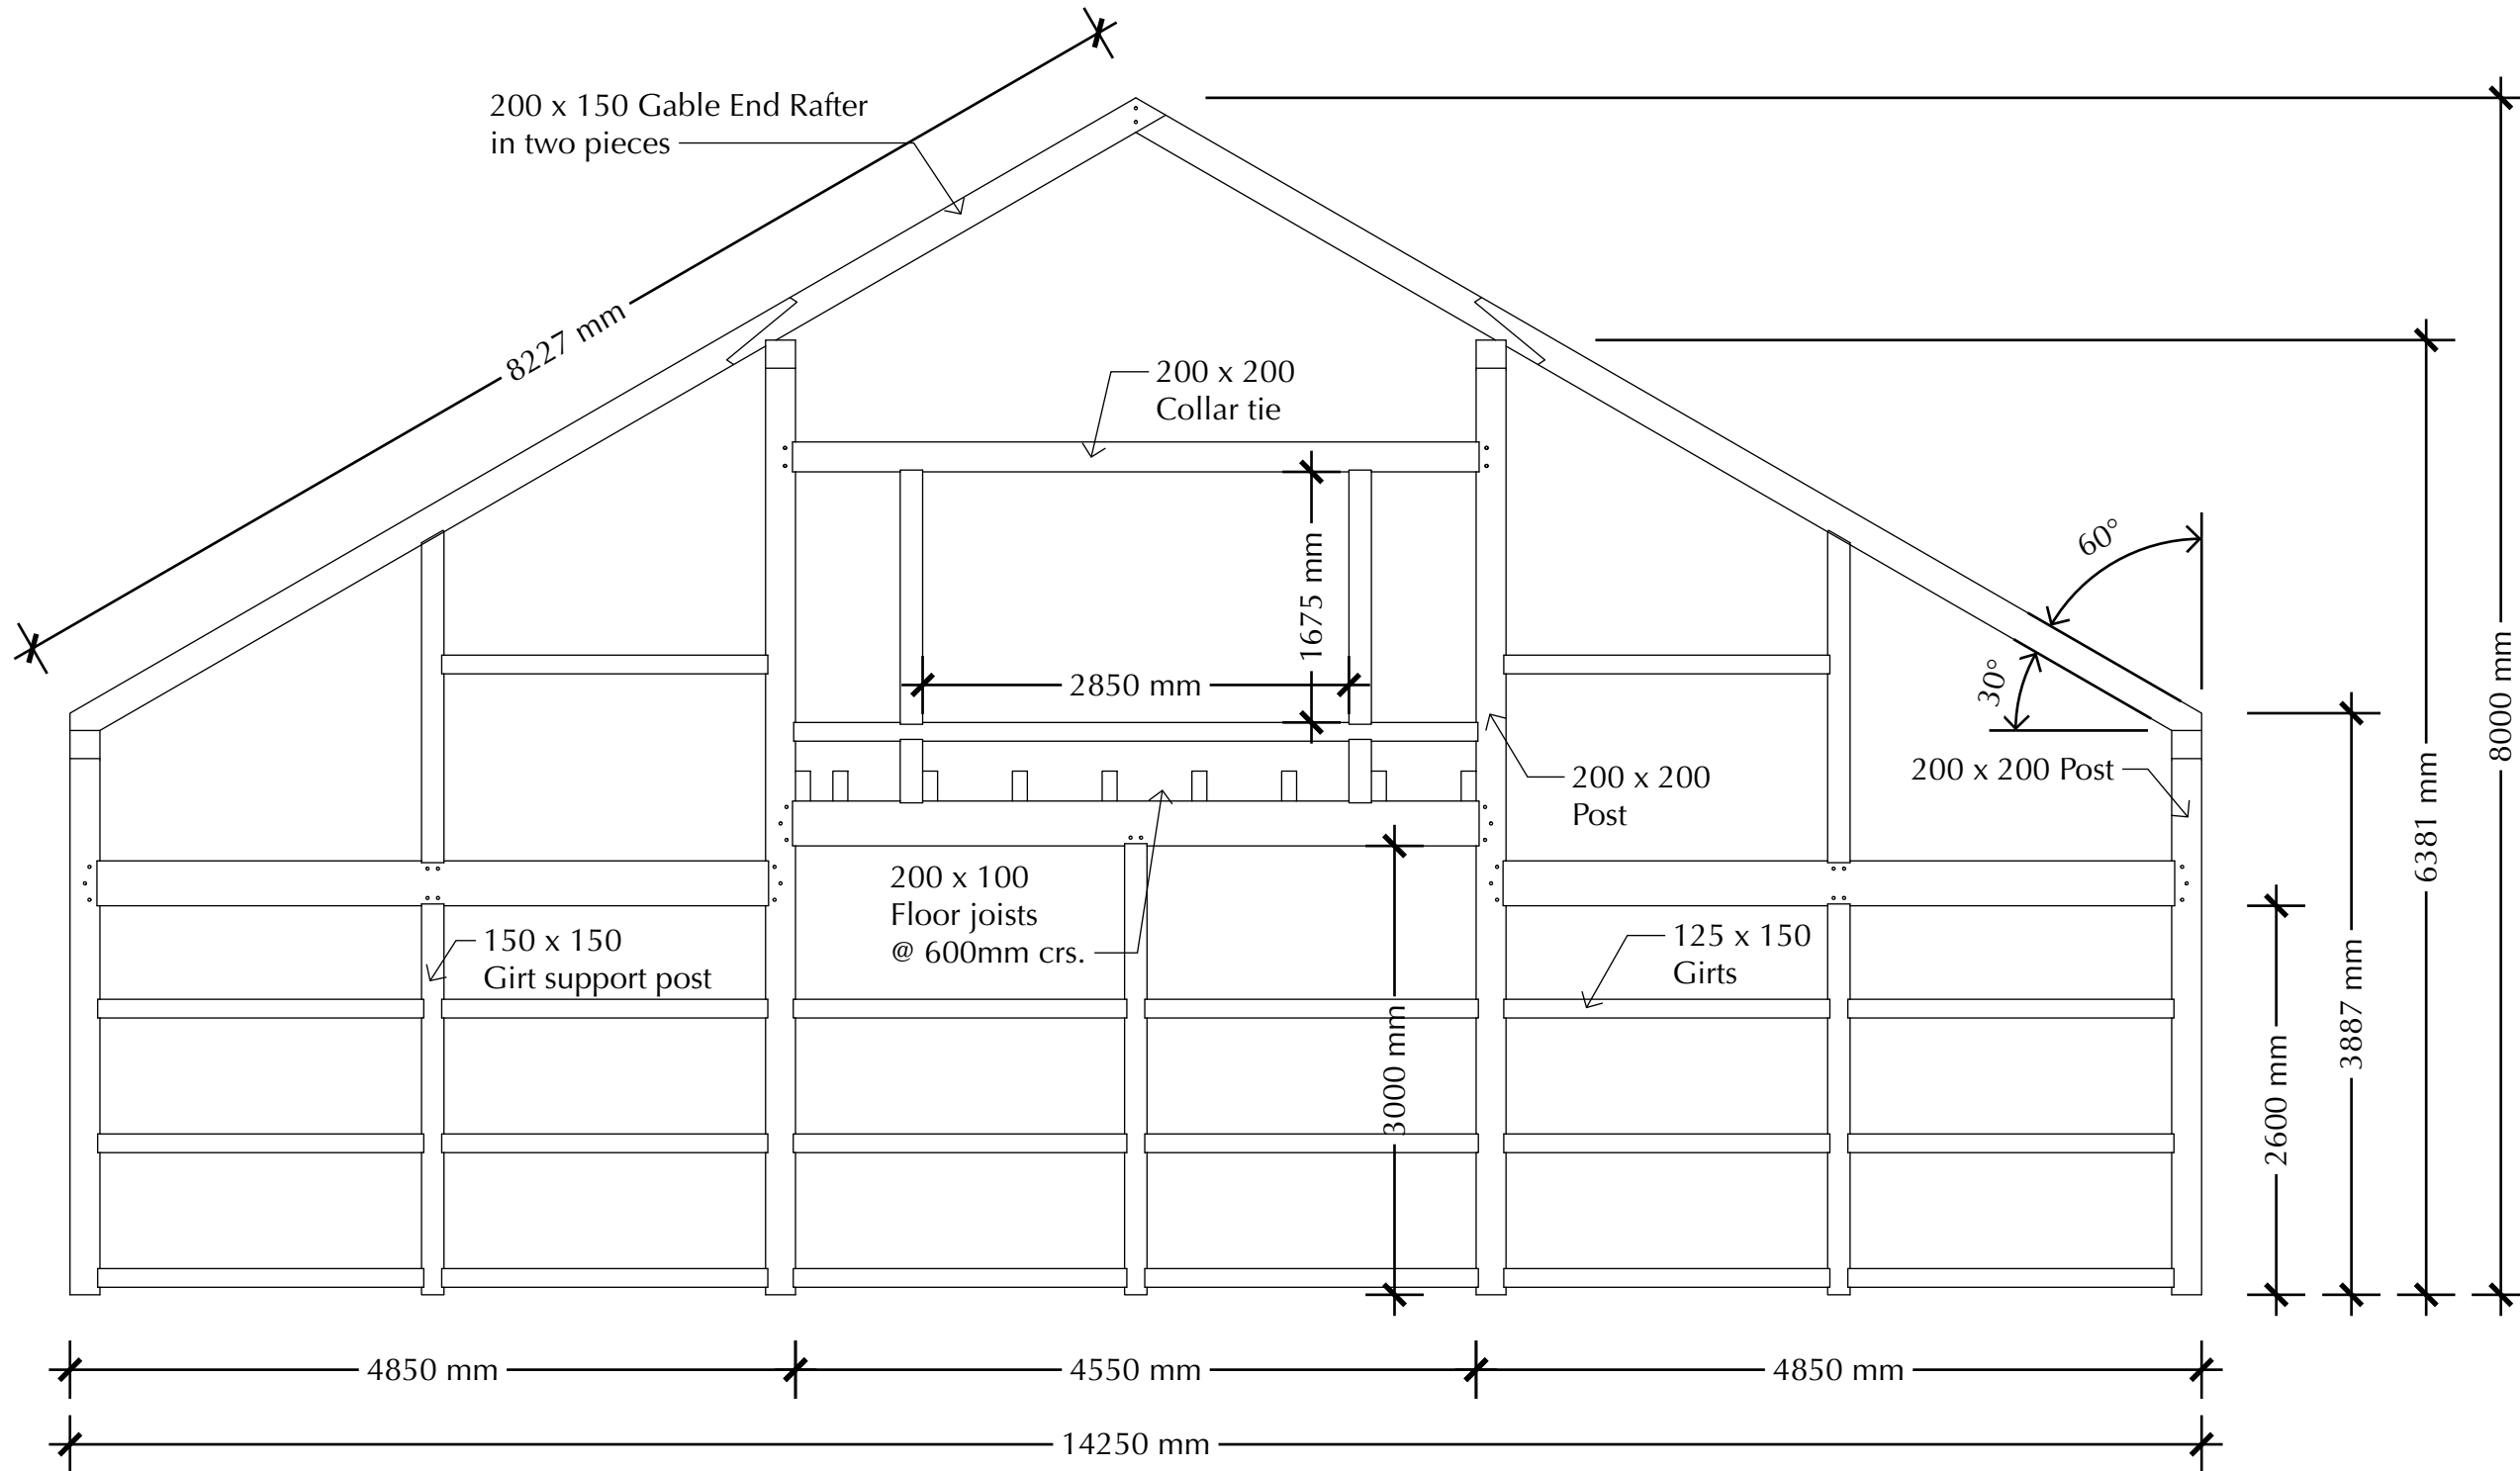 200 x 150 Gable End Rafter
in two pieces
8227 mm
200 x 200
Collar tie
1675 mm
2850 mm
60°
30°
200 x 200
Post
200 x 200 Post
200 x 100
Floor joists
@ 600mm crs.
150 x 150
Girt support post
125 x 150
Girts
3000 mm
2600 mm
3887 mm
6381 mm
8000 mm
4850 mm
4550 mm
4850 mm
14250 mm